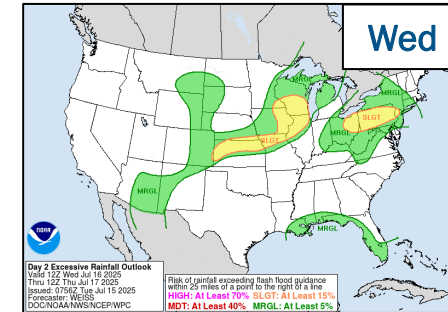 Wed
MRGL
MRGL
SLGT
SLGT
MRGL
MRGL
MRGL
NOAA
Day 2 Excessive Rainfall Outlook
Valid 12Z Wed Jul 16 2025
Thru 12Z Thu Jul 17 2025
Issued: 0756Z Tue Jul 15 2025
Forecaster: WEISS
DOC/NOAA/NWS/NCEP/WPC
Risk of rainfall exceeding flash flood guidance
within 25 miles of a point to the right of a line
HIGH: At Least 70% SLGT: At Least 15%
MDT: At Least 40% MRGL: At Least 5%